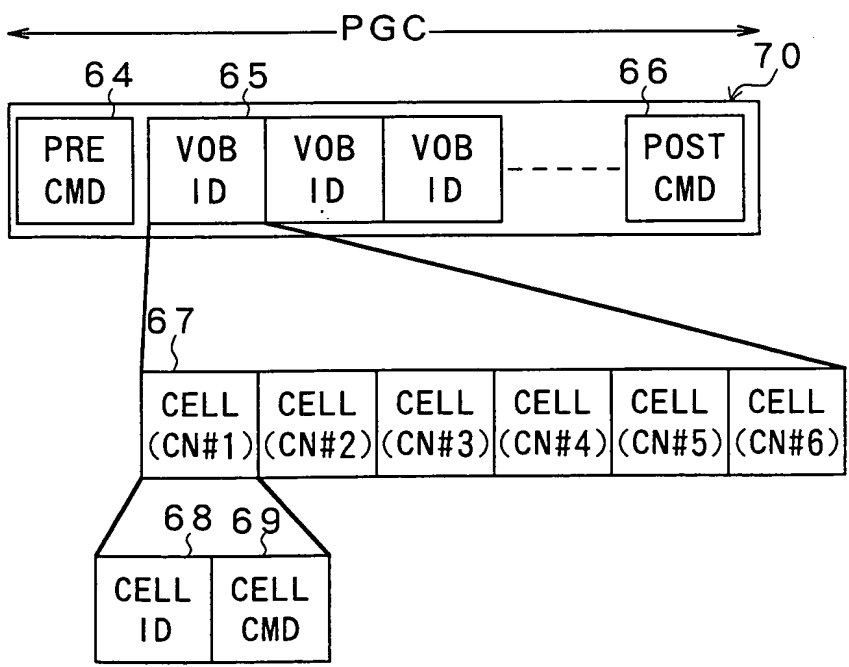 PGC
64
65
66
70
PRE
CMD
VOB
ID
VOB
ID
VOB
ID
POST
CMD
67
CELL
(CN#1)
CELL
(CN#2)
CELL
(CN#3)
CELL
(CN#4)
CELL
(CN#5)
CELL
(CN#6)
68
69
CELL
ID
CELL
CMD